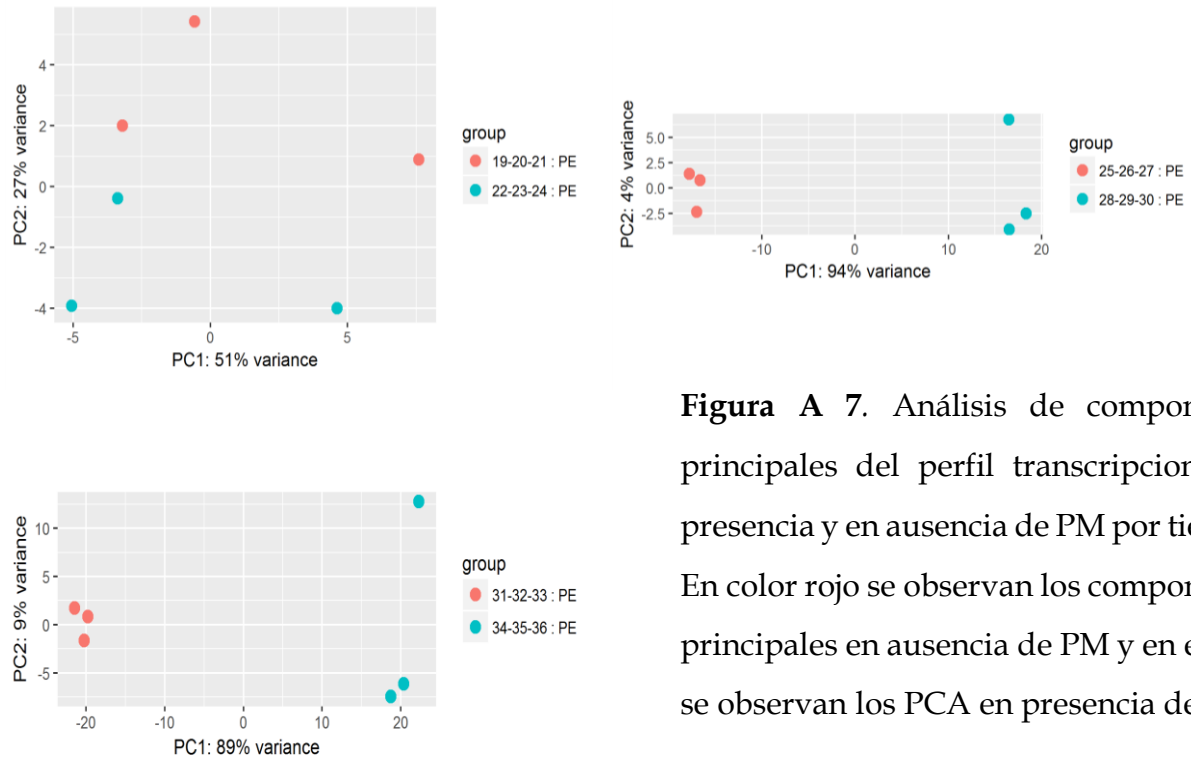 4
2
0
-2
-4
PC2: 27% variance
-5
0
5
PC1: 51% variance
group
19-20-21 : PE
22-23-24 : PE
5.0
2.5
0.0
-2.5
PC2: 4% variance
-10
0
10
20
PC1: 94% variance
group
25-26-27 : PE
28-29-30 : PE
10
5
0
-5
PC2: 9% variance
-20
-10
0
10
20
PC1: 89% variance
group
31-32-33 : PE
34-35-36 : PE
Figura A 7. Análisis de compor
principales del perfil transcripcion
presencia y en ausencia de PM por tie
En color rojo se observan los compor
principales en ausencia de PM y en e
se observan los PCA en presencia de